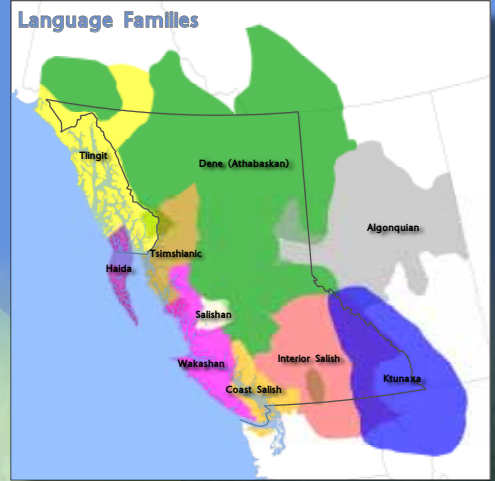 Language Families
Tlingit
Dene (Athabaskan)
Algonquian
Tsimshianic
Haida
Salishan
Interior Salish
Wakashan
Ktunaxa
Coast Salish